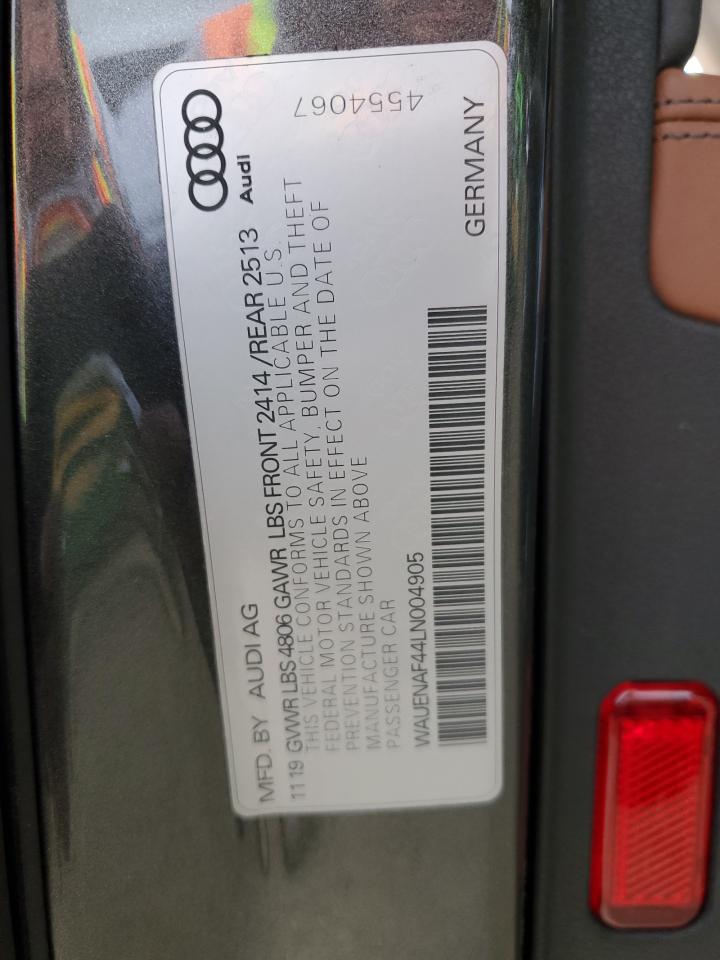 MFD. BY AUDI AG
Audi
11 19 GVWR LBS 4806 GAWR LBS FRONT 2414 /REAR 2513
THIS VEHICLE CONFORMS TO ALL APPLICABLE U.S.
FEDERAL MOTOR VEHICLE SAFETY, BUMPER AND THEFT
PREVENTION STANDARDS IN EFFECT ON THE DATE OF
MANUFACTURE SHOWN ABOVE
PASSENGER CAR
4554067
WAUENAF44LN004905
GERMANY